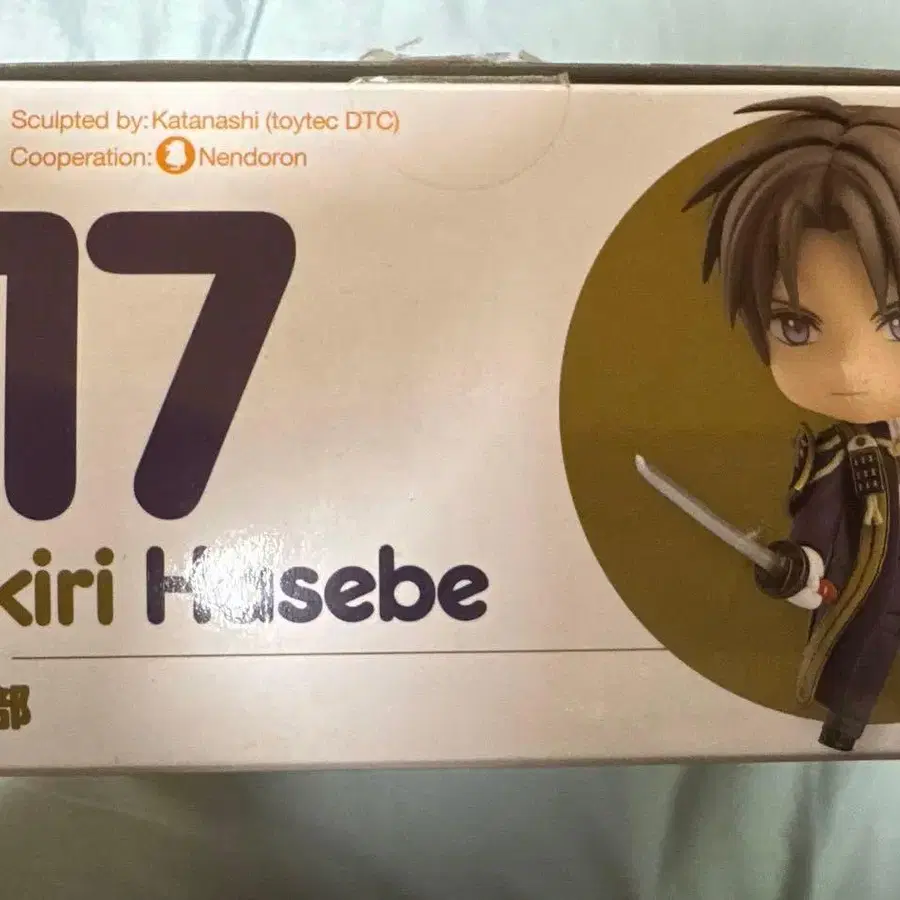 Sculpted by: Katanashi (toytec DTC)
Cooperation: Nendoron
17
kiri Hasebe
部